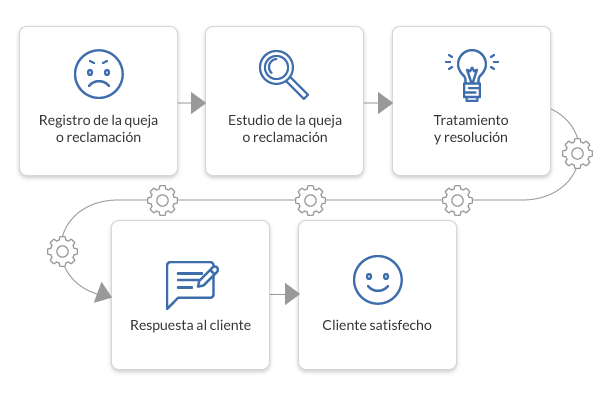 Registro de la queja
o reclamación
Estudio de la queja
o reclamación
Tratamiento
y resolución
Respuesta al cliente
Cliente satisfecho